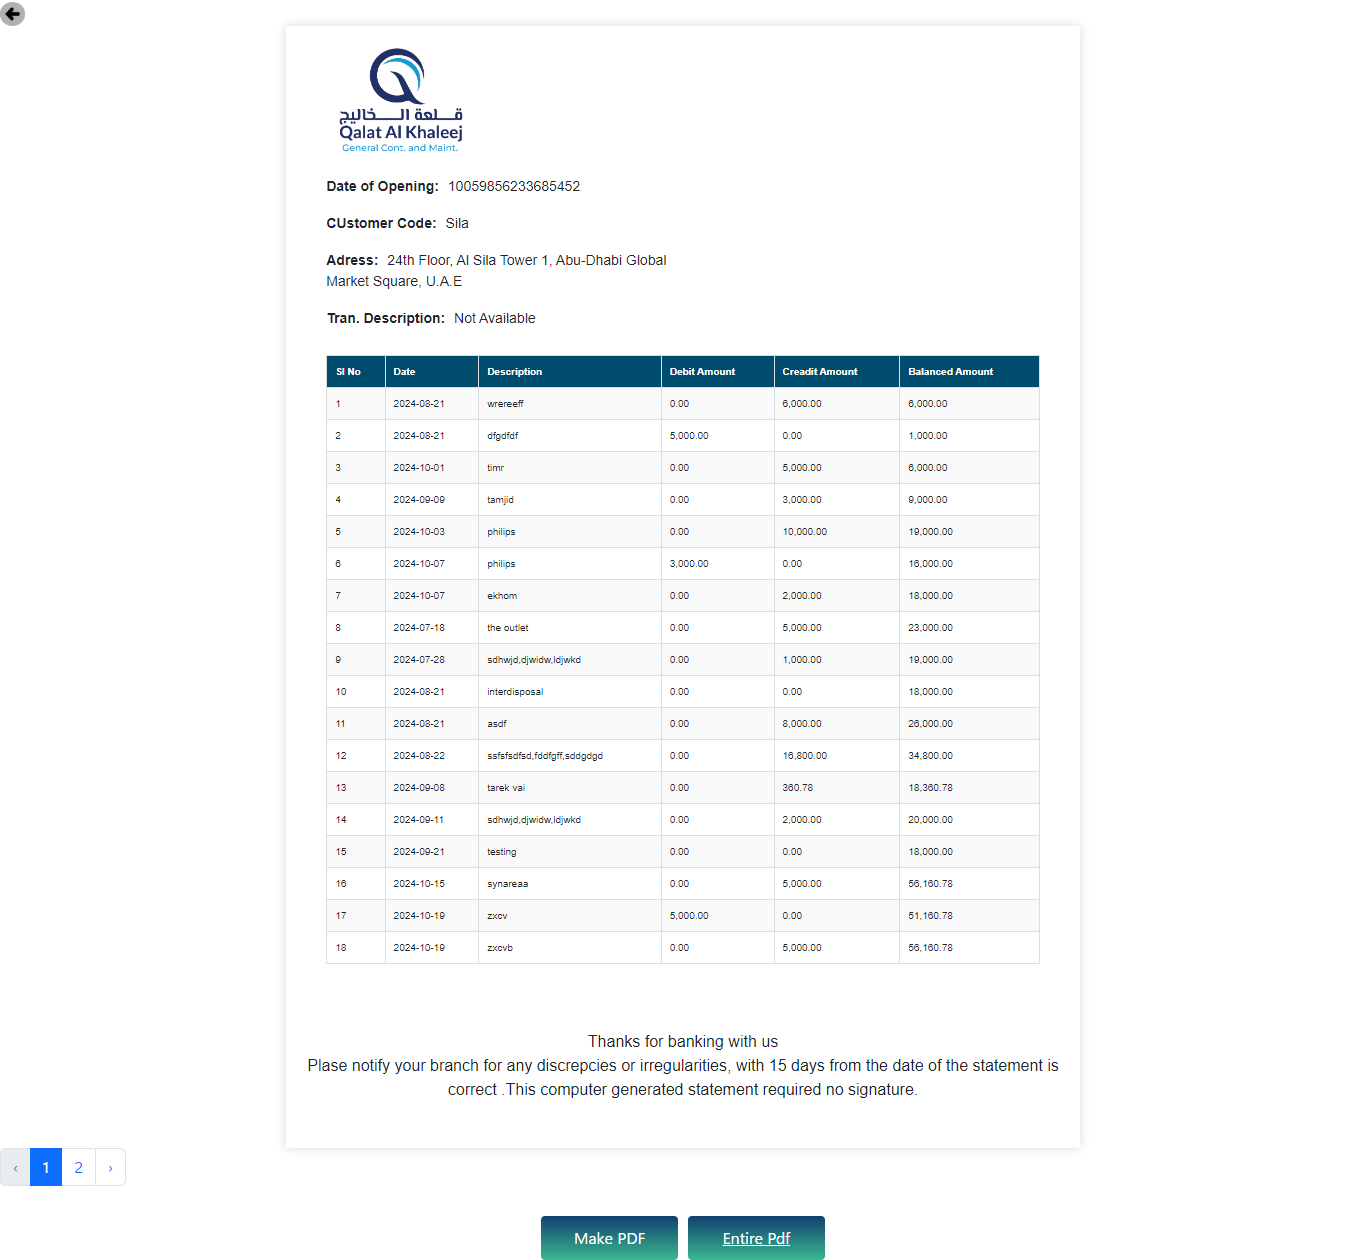 قلعة الخاليج
Qalat Al Khaleej
General Cont. and Maint.
Date of Opening: 10059856233685452
CUstomer Code: Sila
Adress: 24th Floor, Al Sila Tower 1, Abu-Dhabi Global
Market Square, U.A.E
Tran. Description: Not Available
Sl No Date Description Debit Amount Creadit Amount Balanced Amount
1 2024-08-21 wrereeff 0.00 6,000.00 6,000.00
2 2024-08-21 dfgdfdf 5,000.00 0.00 1,000.00
3 2024-10-01 timr 0.00 5,000.00 6,000.00
4 2024-09-09 tamjid 0.00 3,000.00 9,000.00
5 2024-10-03 philips 0.00 10,000.00 19,000.00
6 2024-10-07 philips 3,000.00 0.00 16,000.00
7 2024-10-07 ekhom 0.00 2,000.00 18,000.00
8 2024-07-18 the outlet 0.00 5,000.00 23,000.00
9 2024-07-28 sdhwjd,djwidw,ldjwkd 0.00 1,000.00 19,000.00
10 2024-08-21 interdisposal 0.00 0.00 18,000.00
11 2024-08-21 asdf 0.00 8,000.00 26,000.00
12 2024-08-22 ssfsfsdfsd,fddfgff,sddgdgd 0.00 16,800.00 34,800.00
13 2024-09-08 tarek vai 0.00 360.78 18,360.78
14 2024-09-11 sdhwjd,djwidw,ldjwkd 0.00 2,000.00 20,000.00
15 2024-09-21 testing 0.00 0.00 18,000.00
16 2024-10-15 synareaa 0.00 5,000.00 56,160.78
17 2024-10-19 zxcv 5,000.00 0.00 51,160.78
18 2024-10-19 zxcvb 0.00 5,000.00 56,160.78
Thanks for banking with us
Plase notify your branch for any discrepcies or irregularities, with 15 days from the date of the statement is
correct .This computer generated statement required no signature.
‹ 1 2 ›
Make PDF Entire Pdf